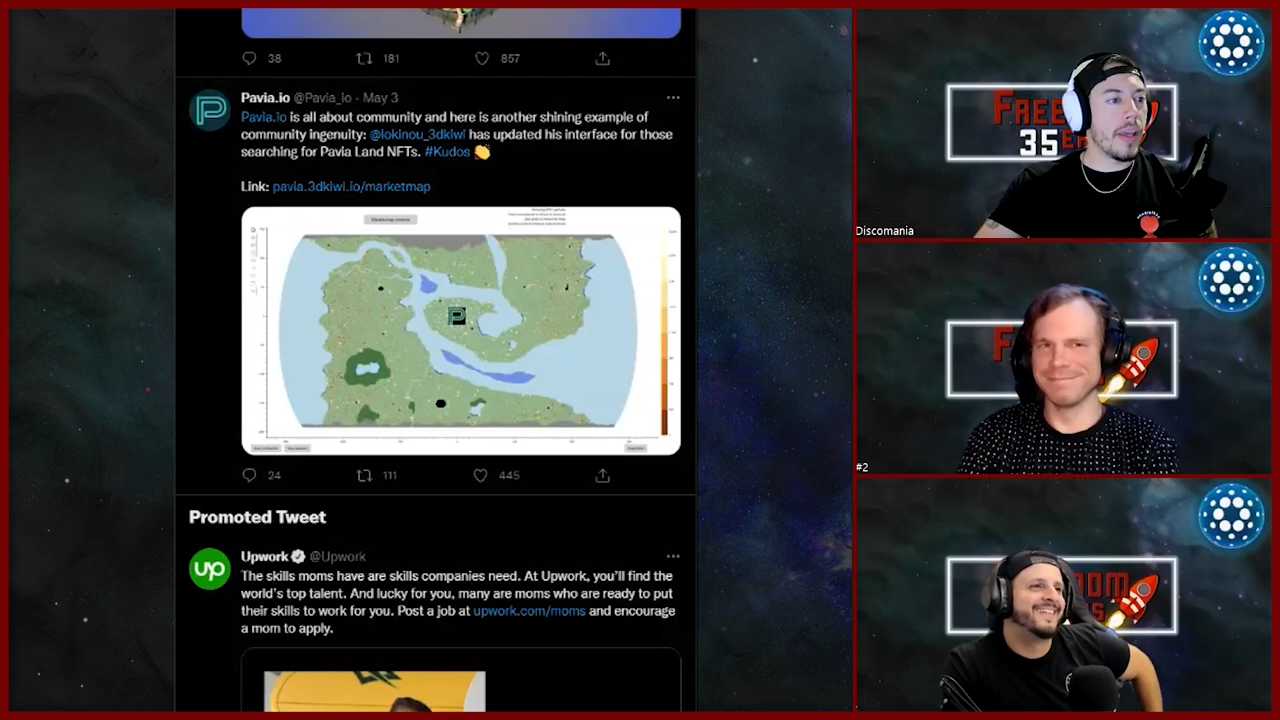 38 181 857
Pavia.io @Pavia_io · May 3
Pavia.io is all about community and here is another shining example of
community ingenuity: @lokinou_3dkiwi has updated his interface for those
searching for Pavia Land NFTs. #Kudos
Link: pavia.3dkiwi.io/marketmap
24 111 445
Promoted Tweet
up
Upwork @Upwork
The skills moms have are skills companies need. At Upwork, you'll find the
world's top talent. And lucky for you, many are moms who are ready to put
their skills to work for you. Post a job at upwork.com/moms and encourage
a mom to apply.
35
Discomania
#2